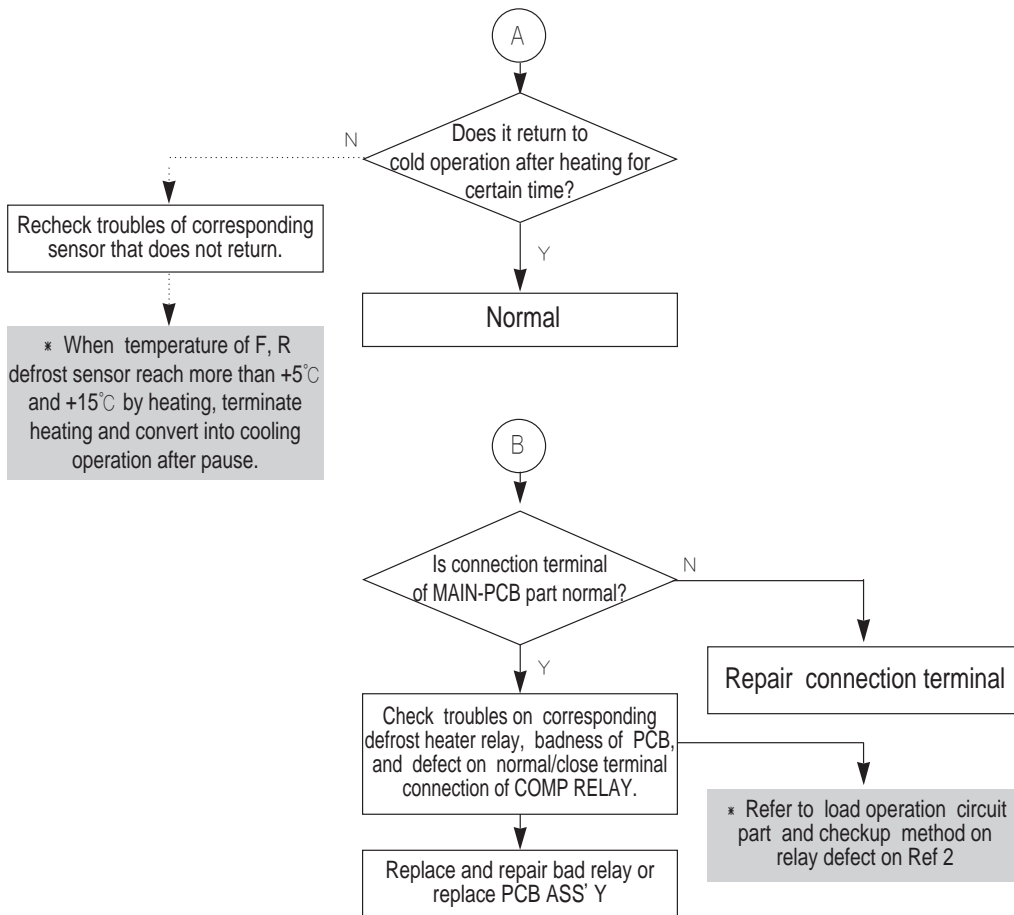 A
Does it return to
cold operation after heating for
certain time?
N
Y
Recheck troubles of corresponding
sensor that does not return.
Normal
* When temperature of F, R
defrost sensor reach more than +5℃
and +15℃ by heating, terminate
heating and convert into cooling
operation after pause.
B
Is connection terminal
of MAIN-PCB part normal?
N
Y
Repair connection terminal
Check troubles on corresponding
defrost heater relay, badness of PCB,
and defect on normal/close terminal
connection of COMP RELAY.
* Refer to load operation circuit
part and checkup method on
relay defect on Ref 2
Replace and repair bad relay or
replace PCB ASS' Y